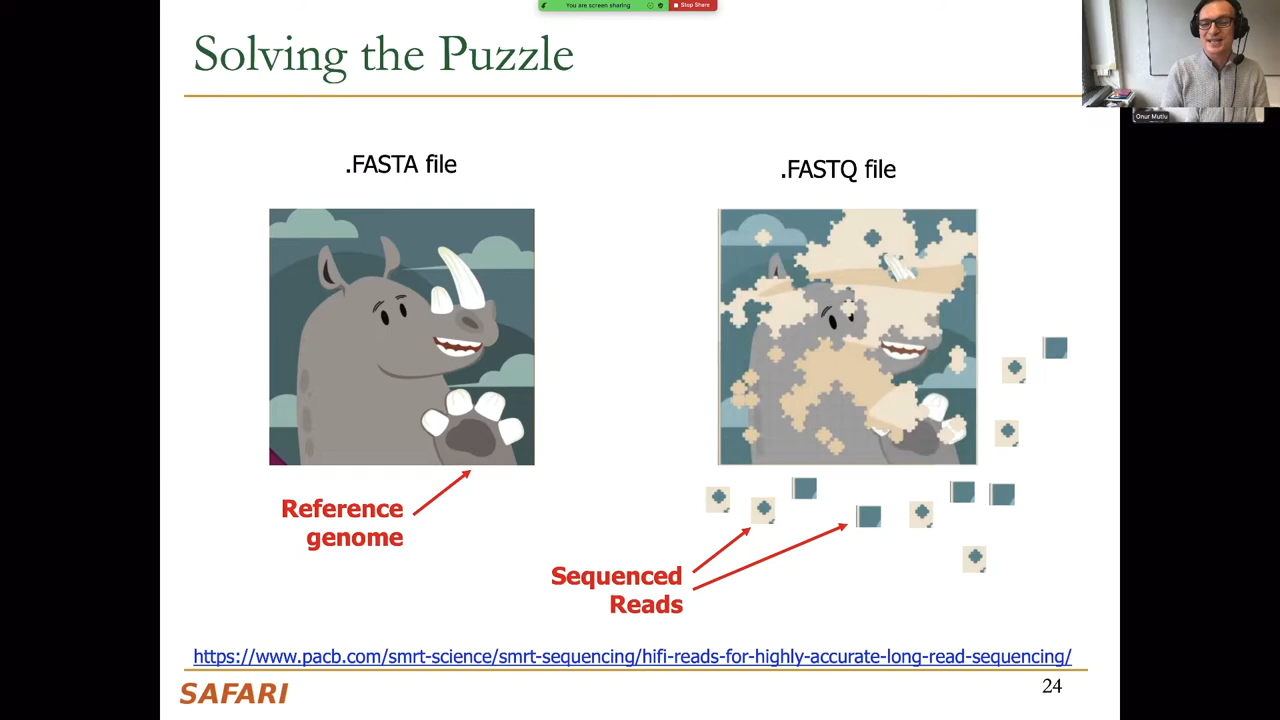 You are screen sharing
Stop Share
Solving the Puzzle
Onur Mutlu
.FASTA file
.FASTQ file
Reference
genome
Sequenced
Reads
https://www.pacb.com/smrt-science/smrt-sequencing/hifi-reads-for-highly-accurate-long-read-sequencing/
SAFARI
24